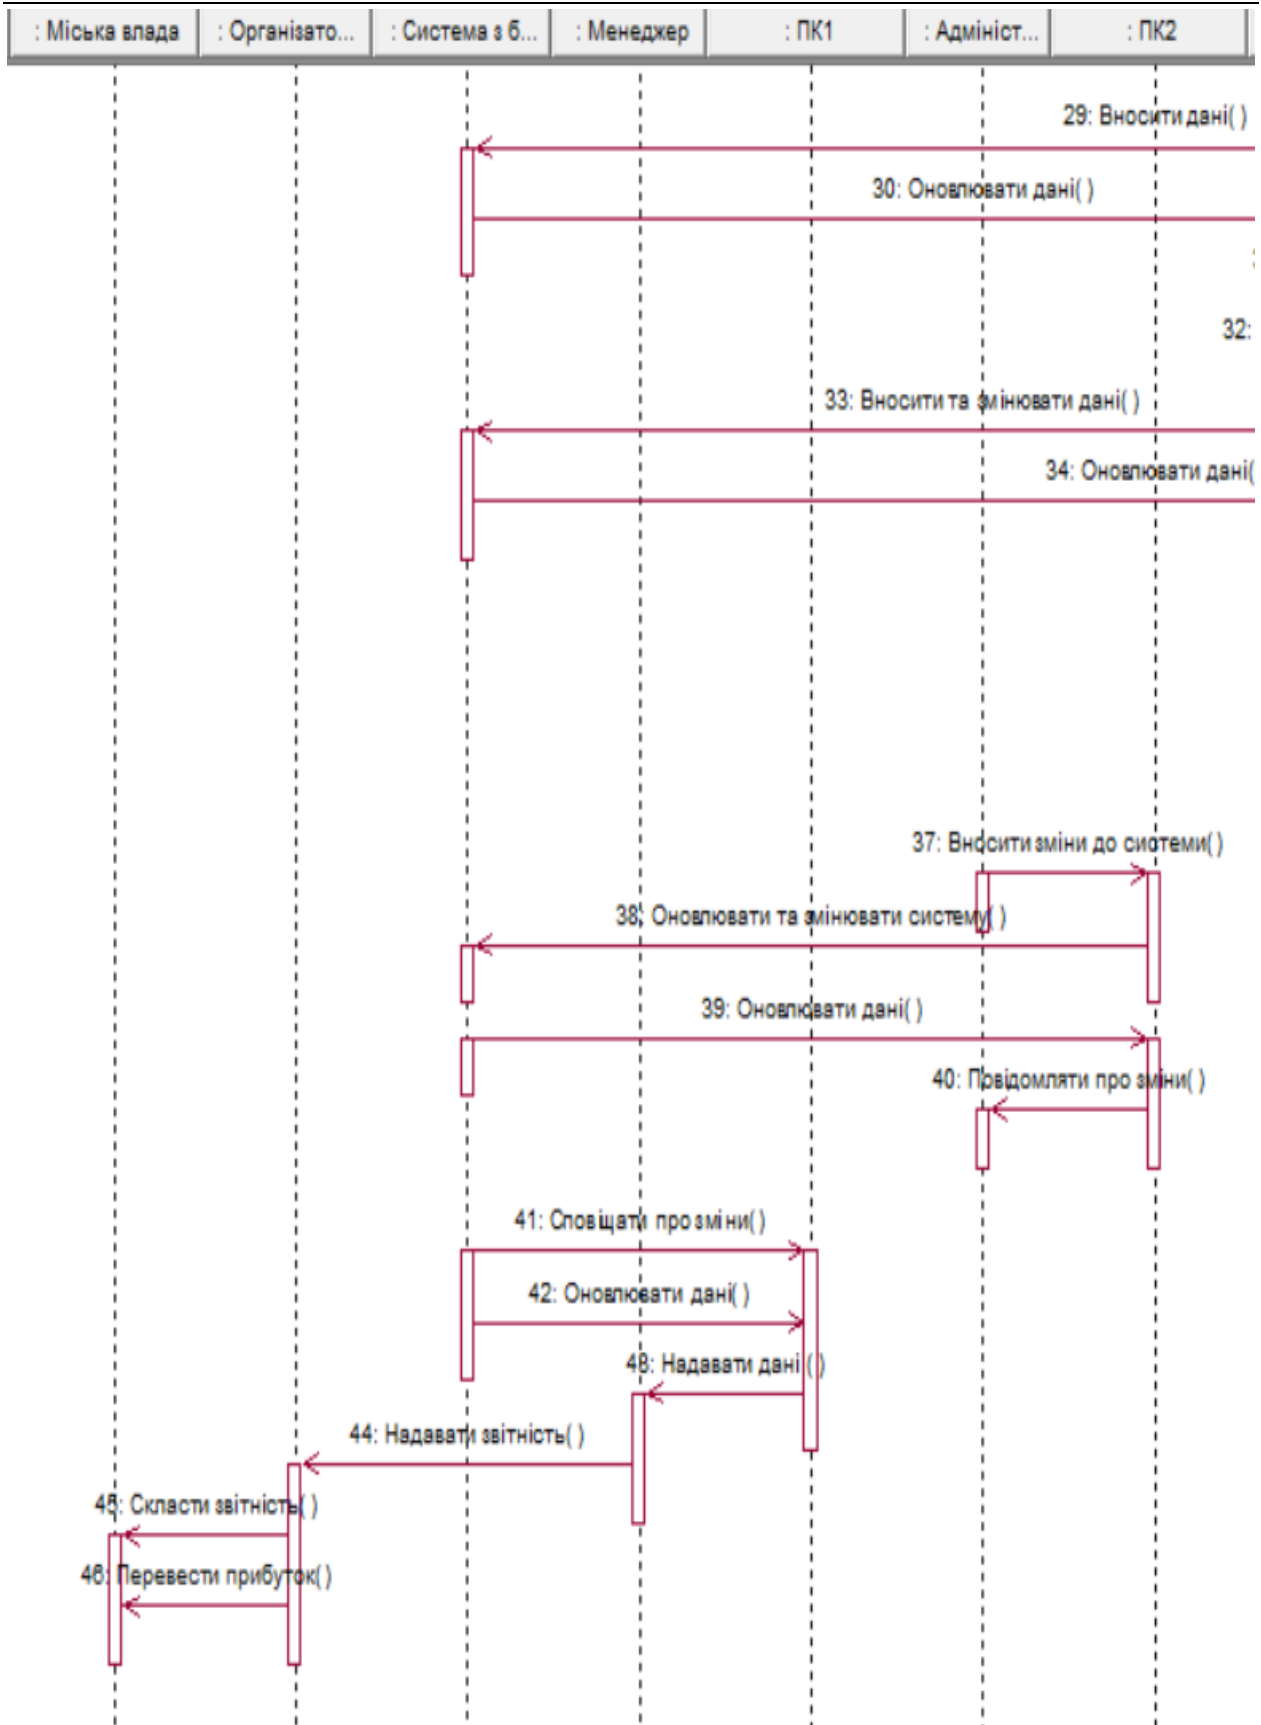 : Міська влада
: Організато...
: Система з б...
: Менеджер
: ПК1
: Адмініст...
: ПК2
29: Вносити дані( )
30: Оновлювати дані( )
32:
33: Вносити та змінювати дані( )
34: Оновлювати дані(
37: Вносити зміни до системи( )
38: Оновлювати та змінювати систему( )
39: Оновлювати дані( )
40: Повідомляти про зміни( )
41: Сповіщати про зміни( )
42: Оновлювати дані( )
43: Надавати дані ( )
44: Надавати звітність( )
45: Скласти звітність( )
46: Перевести прибуток( )